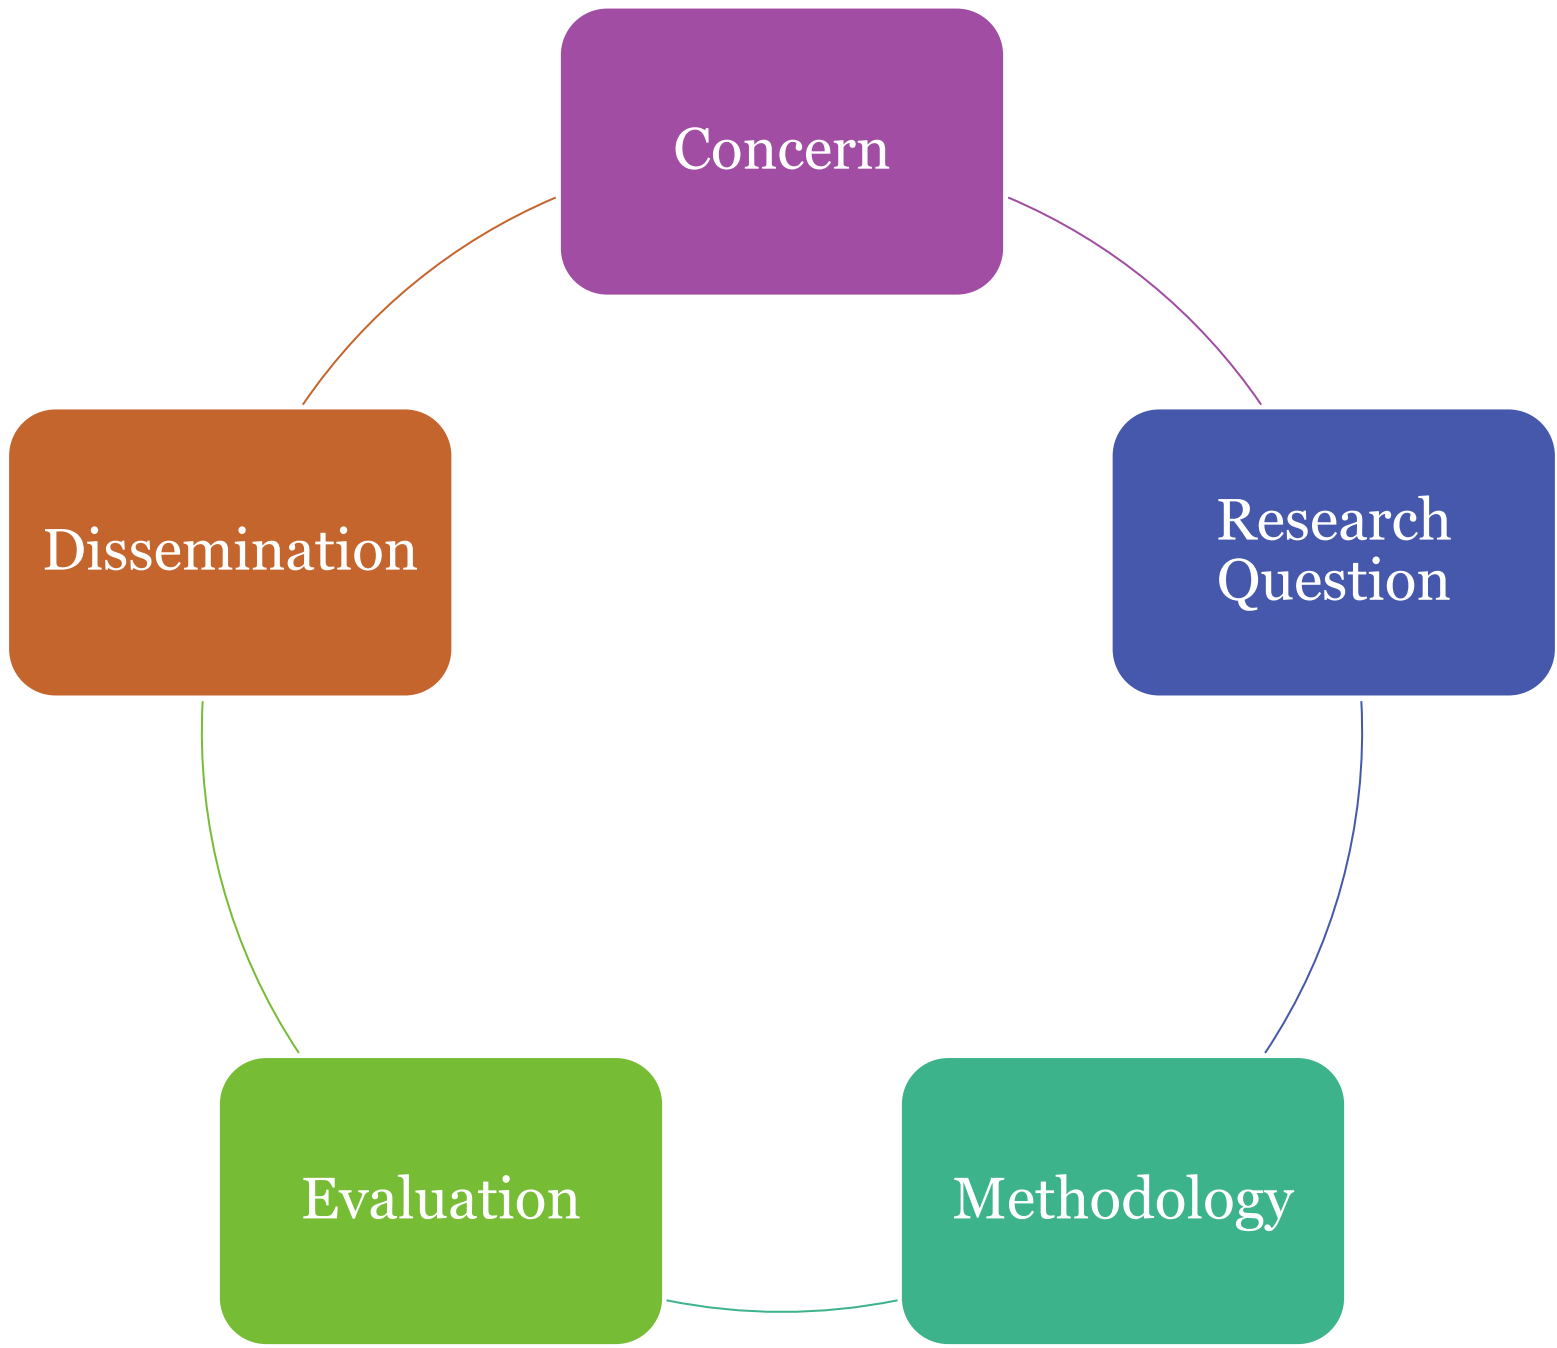 Concern
Research
Question
Methodology
Evaluation
Dissemination